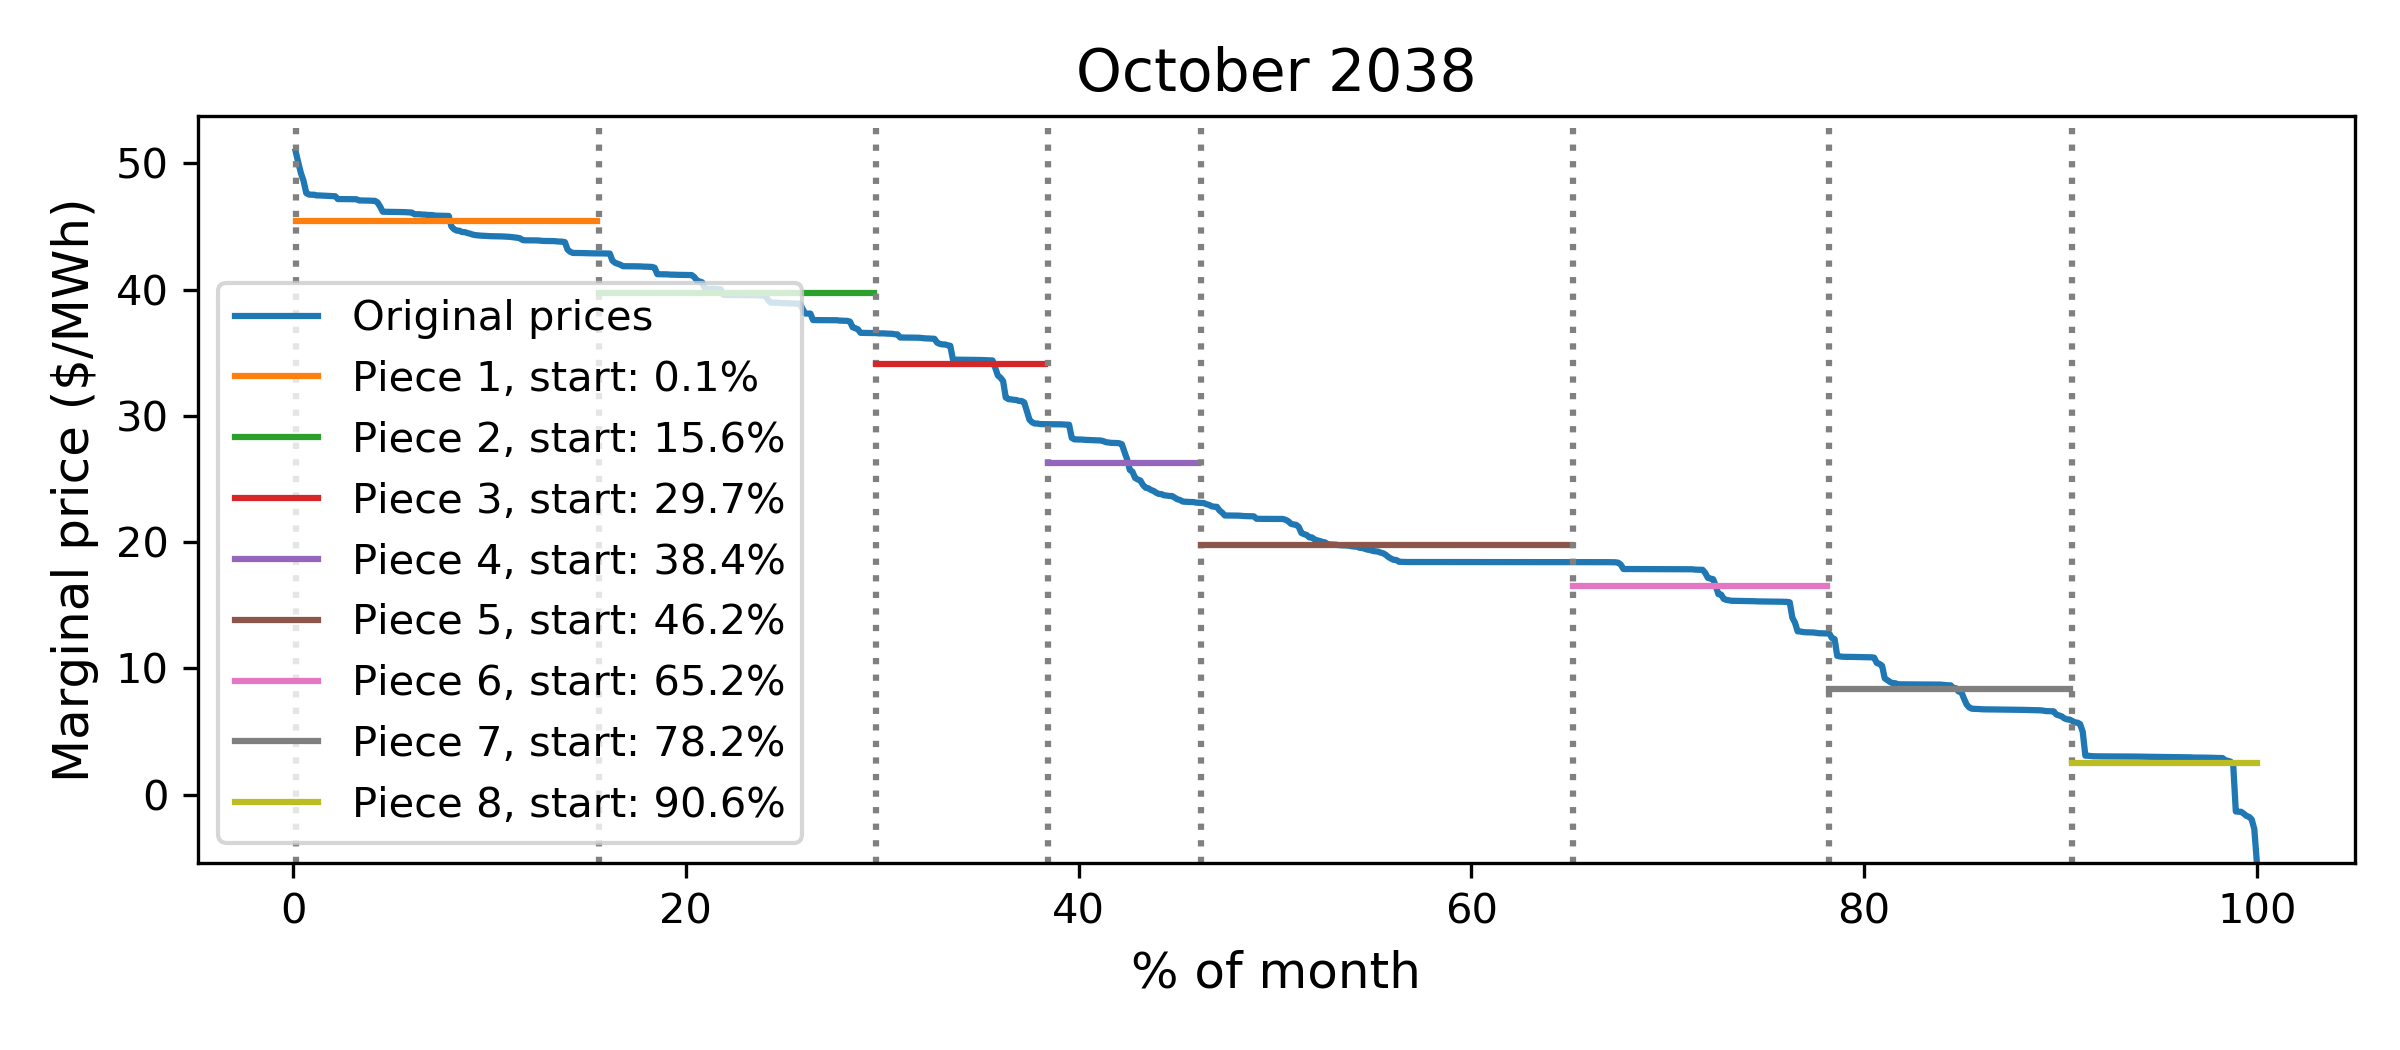 October 2038
Marginal price ($/MWh)
50
40
30
20
10
0
Original prices
Piece 1, start: 0.1%
Piece 2, start: 15.6%
Piece 3, start: 29.7%
Piece 4, start: 38.4%
Piece 5, start: 46.2%
Piece 6, start: 65.2%
Piece 7, start: 78.2%
Piece 8, start: 90.6%
0 20 40 60 80 100
% of month